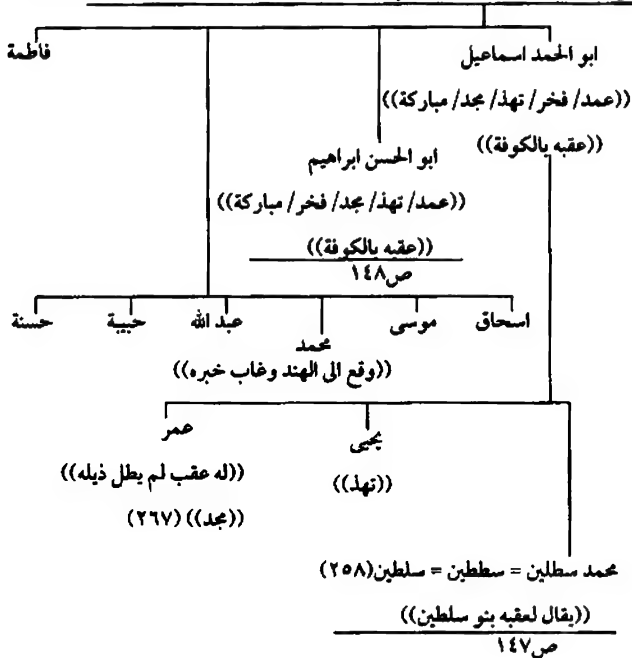 فاطمة
ابو الحمد اسماعيل
((عمد/ فخر/ تهذ/ مجد/ مباركة))
((عقبه بالكوفة))
ابو الحسن ابراهيم
((عمد/ تهذ/ مجد/ فخر/ مباركة))
((عقبه بالكوفة))
ص١٤٨
اسحاق
موسى
محمد
عبد الله
حبيبة
حسنة
((وقع الى الهند وغاب خبره))
عمر
((له عقب لم يطل ذيله))
((مجد)) (٢٦٧)
يحيى
((تهذ))
محمد سطلين = سططين = سلطين(٢٥٨)
((يقال لعقبه بنو سلطين))
ص١٤٧